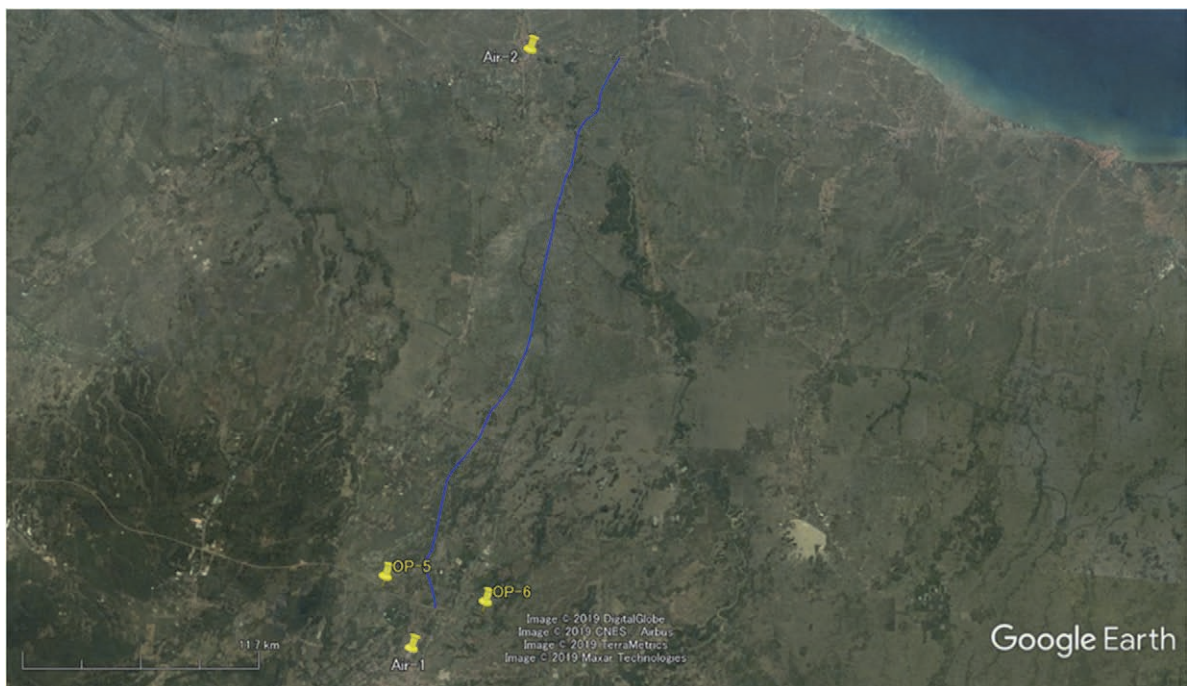 Air-2
OP-5
OP-6
Air-1
11.7 km
Image © 2019 DigitalGlobe
Image © 2019 CNES / Airbus
Image © 2019 TerraMetrics
Image © 2019 Maxar Technologies
Google Earth